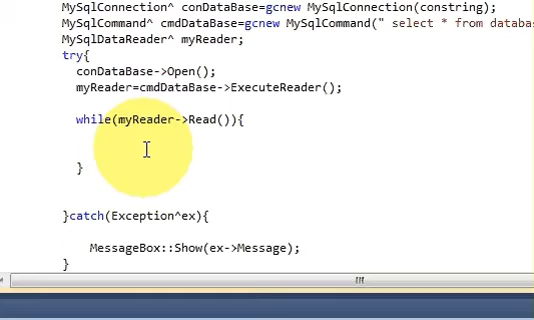 MySqlConnection^ conDataBase=gcnew MySqlConnection(constring);
MySqlCommand^ cmdDataBase=gcnew MySqlCommand(" select * from databas
MySqlDataReader^ myReader;
try{
conDataBase->Open();
myReader=cmdDataBase->ExecuteReader();
while(myReader->Read()){
}
}catch(Exception^ex){
MessageBox::Show(ex->Message);
}